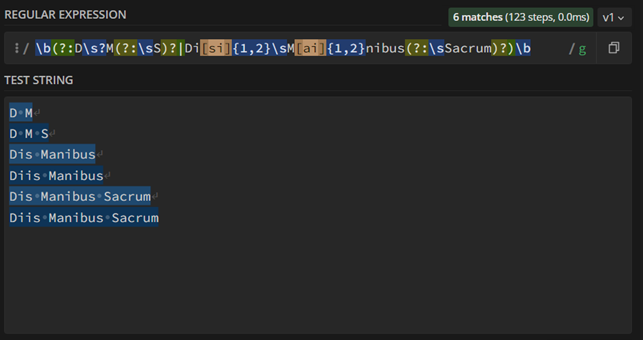 REGULAR EXPRESSION 6 matches (123 steps, 0.0ms) v1
/ \b(?:D\s?M(?:\sS)?|Di[si]{1,2}\sM[ai]{1,2}nibus(?:\sSacrum)?)\b / g
TEST STRING
D M
D M S
Dis Manibus
Diis Manibus
Dis Manibus Sacrum
Diis Manibus Sacrum